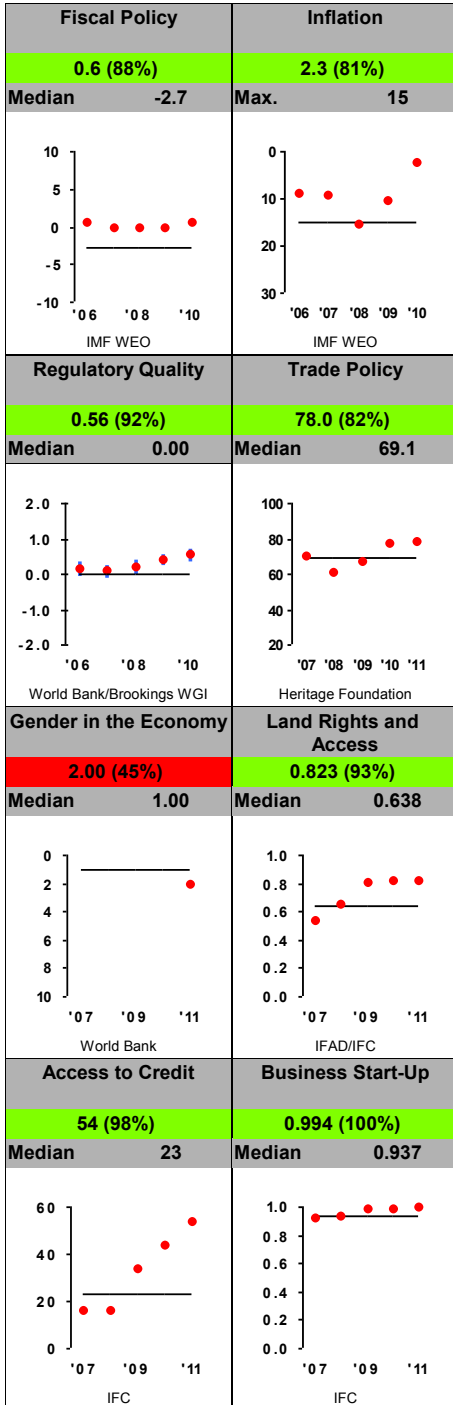 Fiscal Policy
0.6 (88%)
Median -2.7
10
5
0
-5
-10
'06 '08 '10
IMF WEO
Inflation
2.3 (81%)
Max. 15
0
10
20
30
'06 '07 '08 '09 '10
IMF WEO
Regulatory Quality
0.56 (92%)
Median 0.00
2.0
1.0
0.0
-1.0
-2.0
'06 '08 '10
World Bank/Brookings WGI
Trade Policy
78.0 (82%)
Median 69.1
100
80
60
40
20
'07 '08 '09 '10 '11
Heritage Foundation
Gender in the Economy
2.00 (45%)
Median 1.00
0
2
4
6
8
10
'07 '09 '11
World Bank
Land Rights and
Access
0.823 (93%)
Median 0.638
1.0
0.8
0.6
0.4
0.2
0.0
'07 '09 '11
IFAD/IFC
Access to Credit
54 (98%)
Median 23
60
40
20
0
'07 '09 '11
IFC
Business Start-Up
0.994 (100%)
Median 0.937
1.0
0.8
0.6
0.4
0.2
0.0
'07 '09 '11
IFC